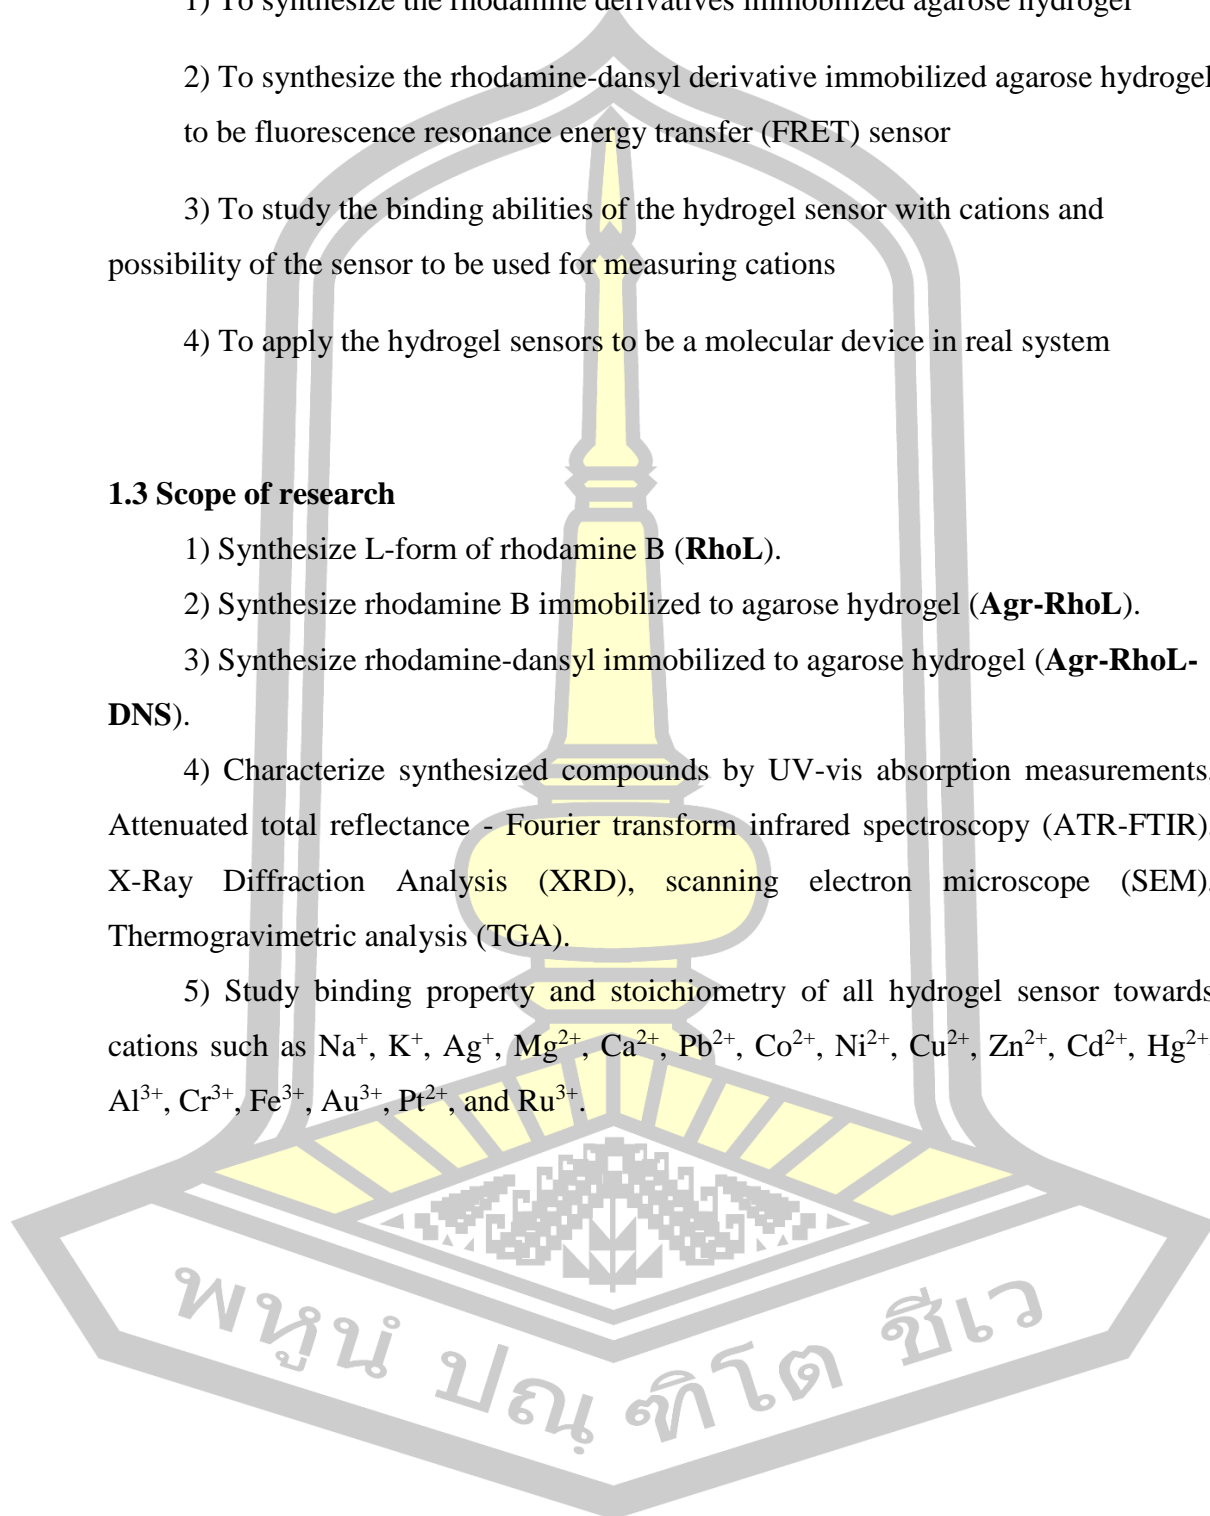 1) To synthesize the rhodamine derivatives immobilized agarose hydrogel
2) To synthesize the rhodamine-dansyl derivative immobilized agarose hydrogel
to be fluorescence resonance energy transfer (FRET) sensor
3) To study the binding abilities of the hydrogel sensor with cations and
possibility of the sensor to be used for measuring cations
4) To apply the hydrogel sensors to be a molecular device in real system
1.3 Scope of research
1) Synthesize L-form of rhodamine B (RhoL).
2) Synthesize rhodamine B immobilized to agarose hydrogel (Agr-RhoL).
3) Synthesize rhodamine-dansyl immobilized to agarose hydrogel (Agr-RhoL-
DNS).
4) Characterize synthesized compounds by UV-vis absorption measurements,
Attenuated total reflectance - Fourier transform infrared spectroscopy (ATR-FTIR),
X-Ray Diffraction Analysis (XRD), scanning electron microscope (SEM),
Thermogravimetric analysis (TGA).
5) Study binding property and stoichiometry of all hydrogel sensor towards
cations such as Na⁺, K⁺, Ag⁺, Mg²⁺, Ca²⁺, Pb²⁺, Co²⁺, Ni²⁺, Cu²⁺, Zn²⁺, Cd²⁺, Hg²⁺,
Al³⁺, Cr³⁺, Fe³⁺, Au³⁺, Pt²⁺, and Ru³⁺.
พหูนํ ปณฺฑิโต ชีเว